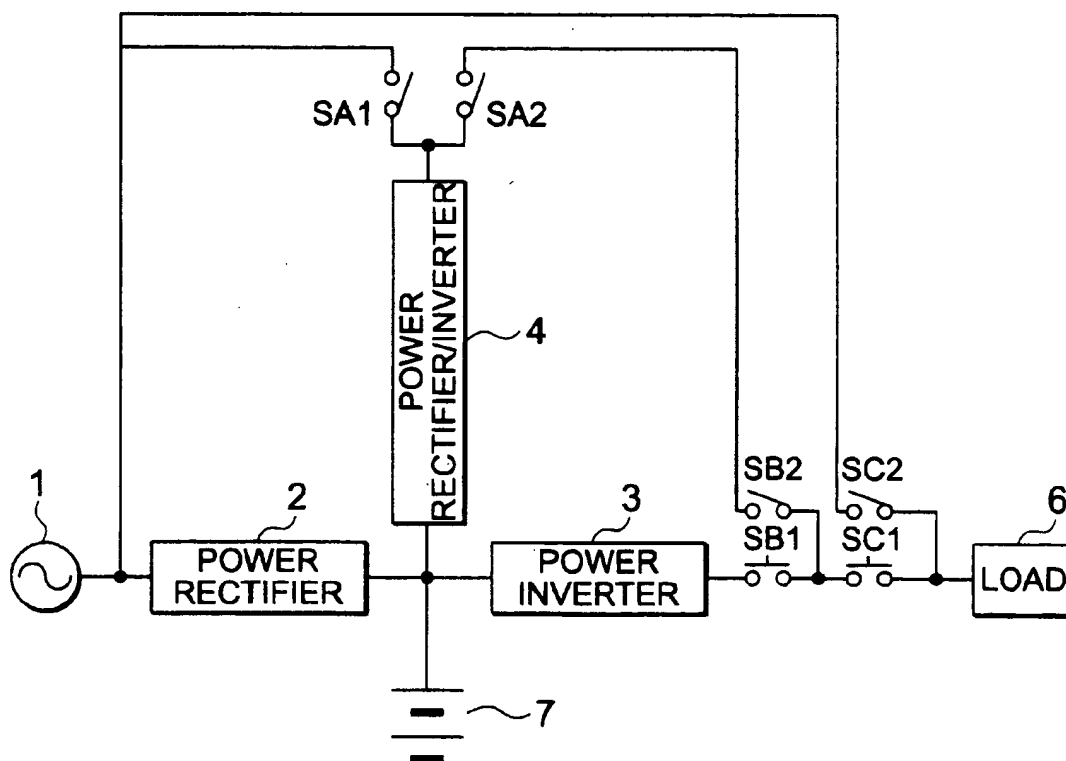 SA1
SA2
POWER
RECTIFIER/INVERTER
4
1
2
POWER
RECTIFIER
3
POWER
INVERTER
SB2
SB1
SC2
SC1
6
LOAD
7